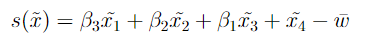 s(x̃) = β₃x̃₁ + β₂x̃₂ + β₁x̃₃ + x̃₄ − w̄